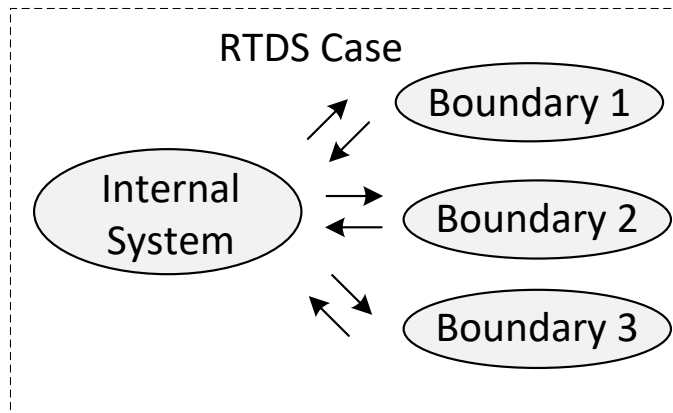 RTDS Case
Boundary 1
Internal
System
Boundary 2
Boundary 3